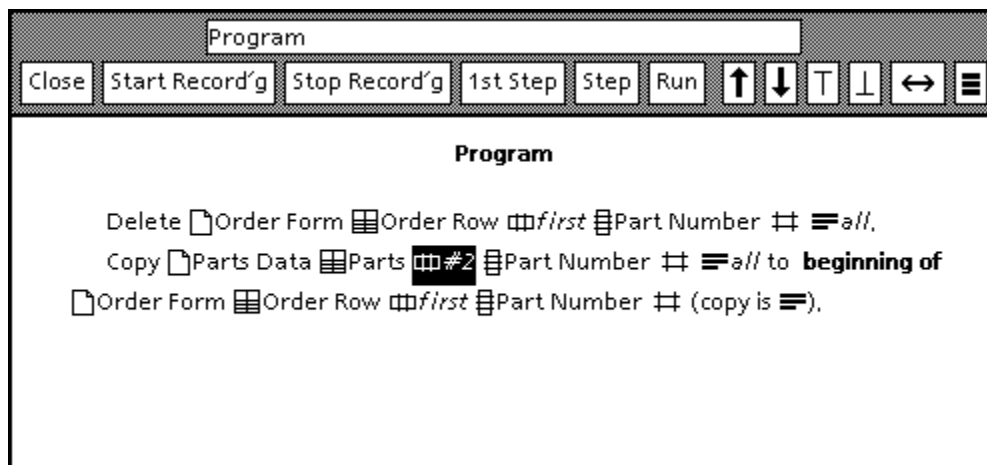 Program
Close Start Record´g Stop Record´g 1st Step Step Run
Program
Delete Order Form Order Row first Part Number all.
Copy Parts Data Parts #2 Part Number all to beginning of
Order Form Order Row first Part Number (copy is ).